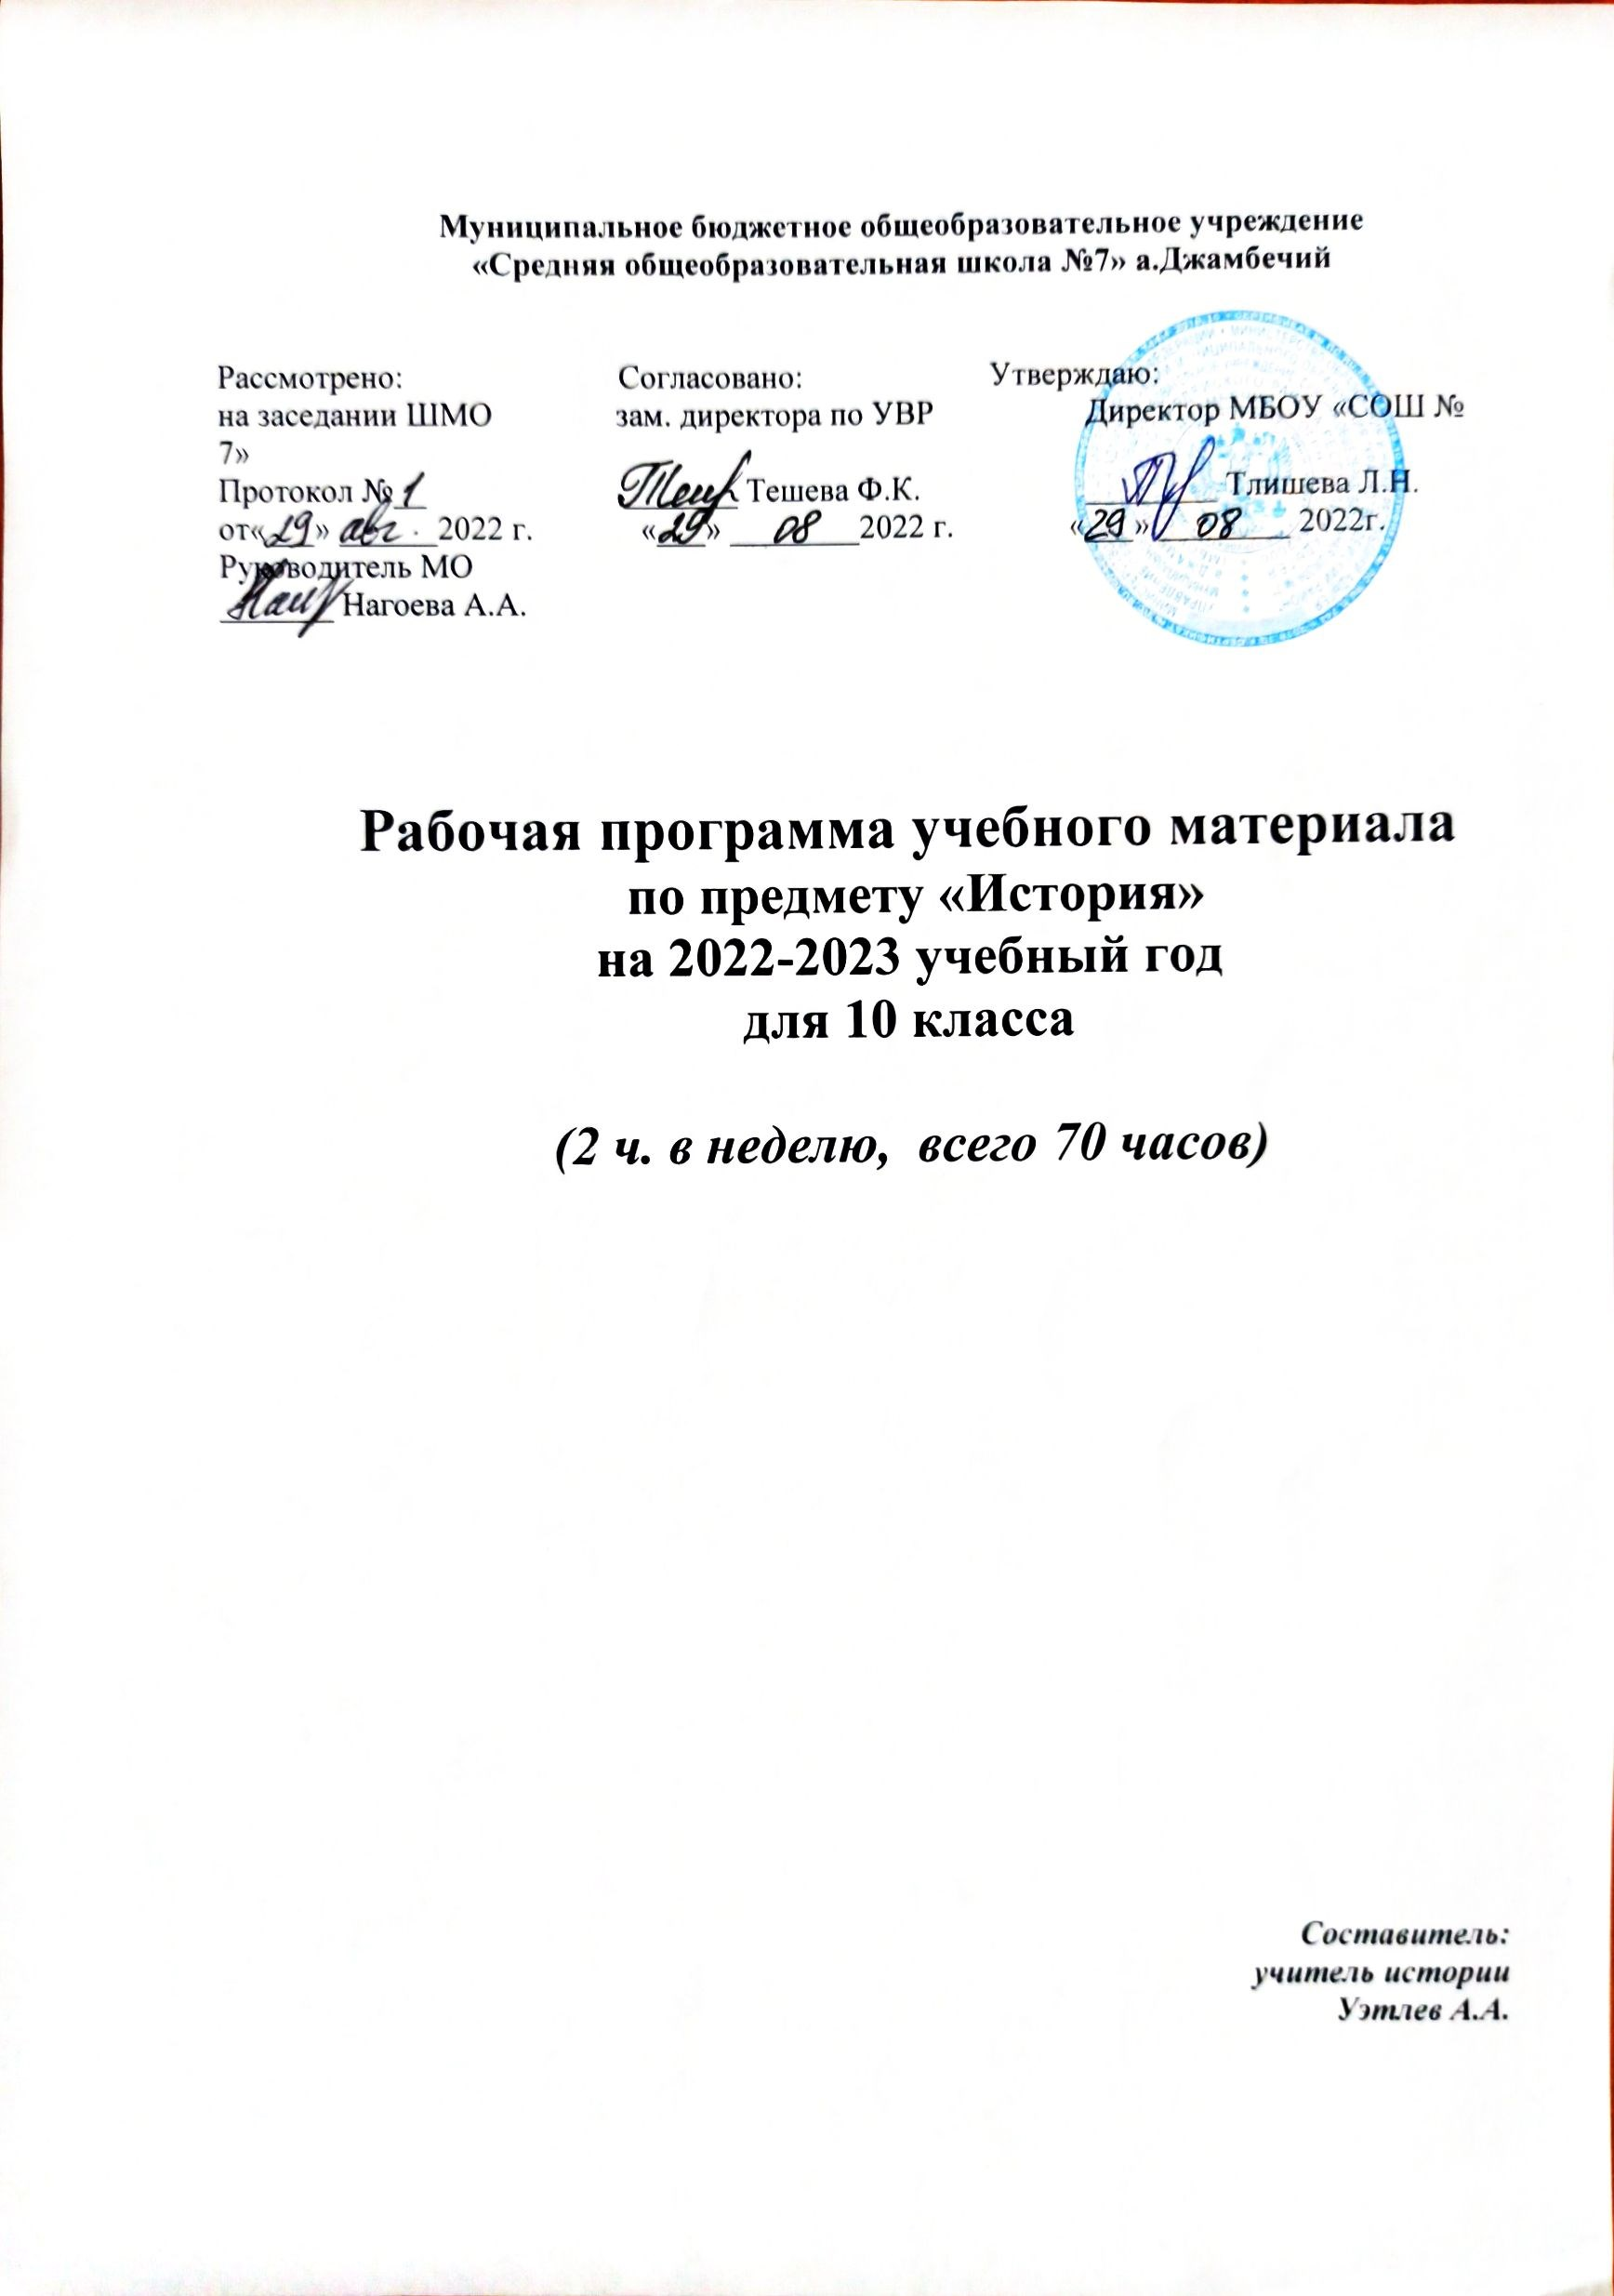 Муниципальное бюджетное общеобразовательное учреждение
«Средняя общеобразовательная школа №7» а.Джамбечий
Рассмотрено: Согласовано: Утверждаю:
на заседании ШМО зам. директора по УВР Директор МБОУ «СОШ №
7»
Протокол № 1 Тешева Ф.К. Тлишева Л.Н.
от«29» авг. 2022 г. «29» 08 2022 г. «29» 08 2022г.
Руководитель МО
Нагоева А.А.
Рабочая программа учебного материала
по предмету «История»
на 2022-2023 учебный год
для 10 класса
(2 ч. в неделю, всего 70 часов)
Составитель:
учитель истории
Уэтлев А.А.